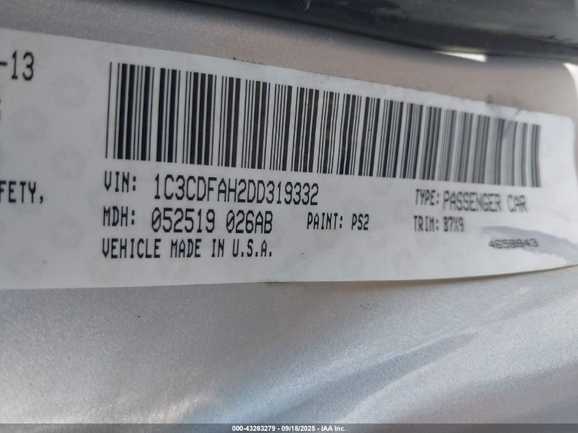 -13
FETY,
VIN: 1C3CDFAH2DD319332 TYPE: PASSENGER CAR
MDH: 052519 026AB PAINT: PS2 TRIM: B7X9
VEHICLE MADE IN U.S.A.
000-43263279 - 09/18/2025 - IAA Inc.